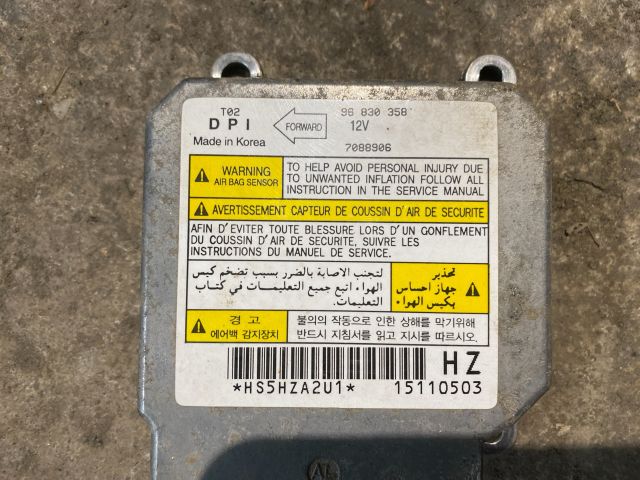 T02
DPI
Made in Korea
FORWARD
96 830 358
12V
7088906
WARNING
AIR BAG SENSOR
TO HELP AVOID PERSONAL INJURY DUE
TO UNWANTED INFLATION FOLLOW ALL
INSTRUCTION IN THE SERVICE MANUAL
AVERTISSEMENT CAPTEUR DE COUSSIN D'AIR DE SECURITE
AFIN D'EVITER TOUTE BLESSURE LORS D'UN GONFLEMENT
DU COUSSIN D'AIR DE SECURITE, SUIVRE LES
INSTRUCTIONS DU MANUEL DE SERVICE.
تحذير
جهاز احساس
بكيس الهواء
لتجنب الاصابة بالضرر بسبب تضخم كيس
الهواء اتبع جميع التعليمات في كتاب
التعليمات.
경 고
에어백 감지장치
불의의 작동으로 인한 상해를 막기위해
반드시 지침서를 읽고 지시를 따르시오.
*HS5HZA2U1*
HZ
15110503